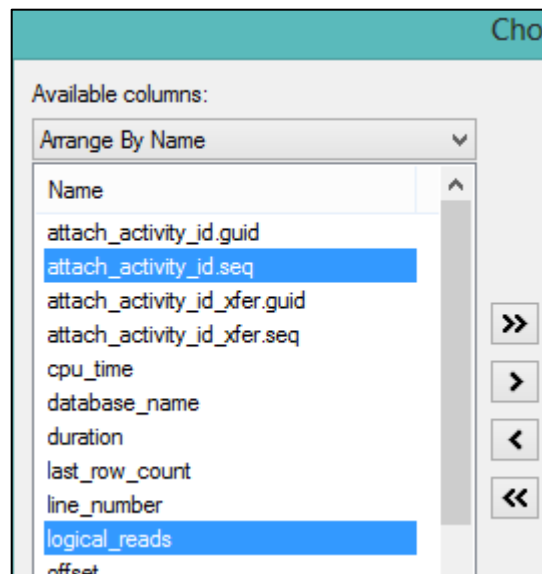 Cho
Available columns:
Arrange By Name
Name
attach_activity_id.guid
attach_activity_id.seq
attach_activity_id_xfer.guid
attach_activity_id_xfer.seq
cpu_time
database_name
duration
last_row_count
line_number
logical_reads
offset